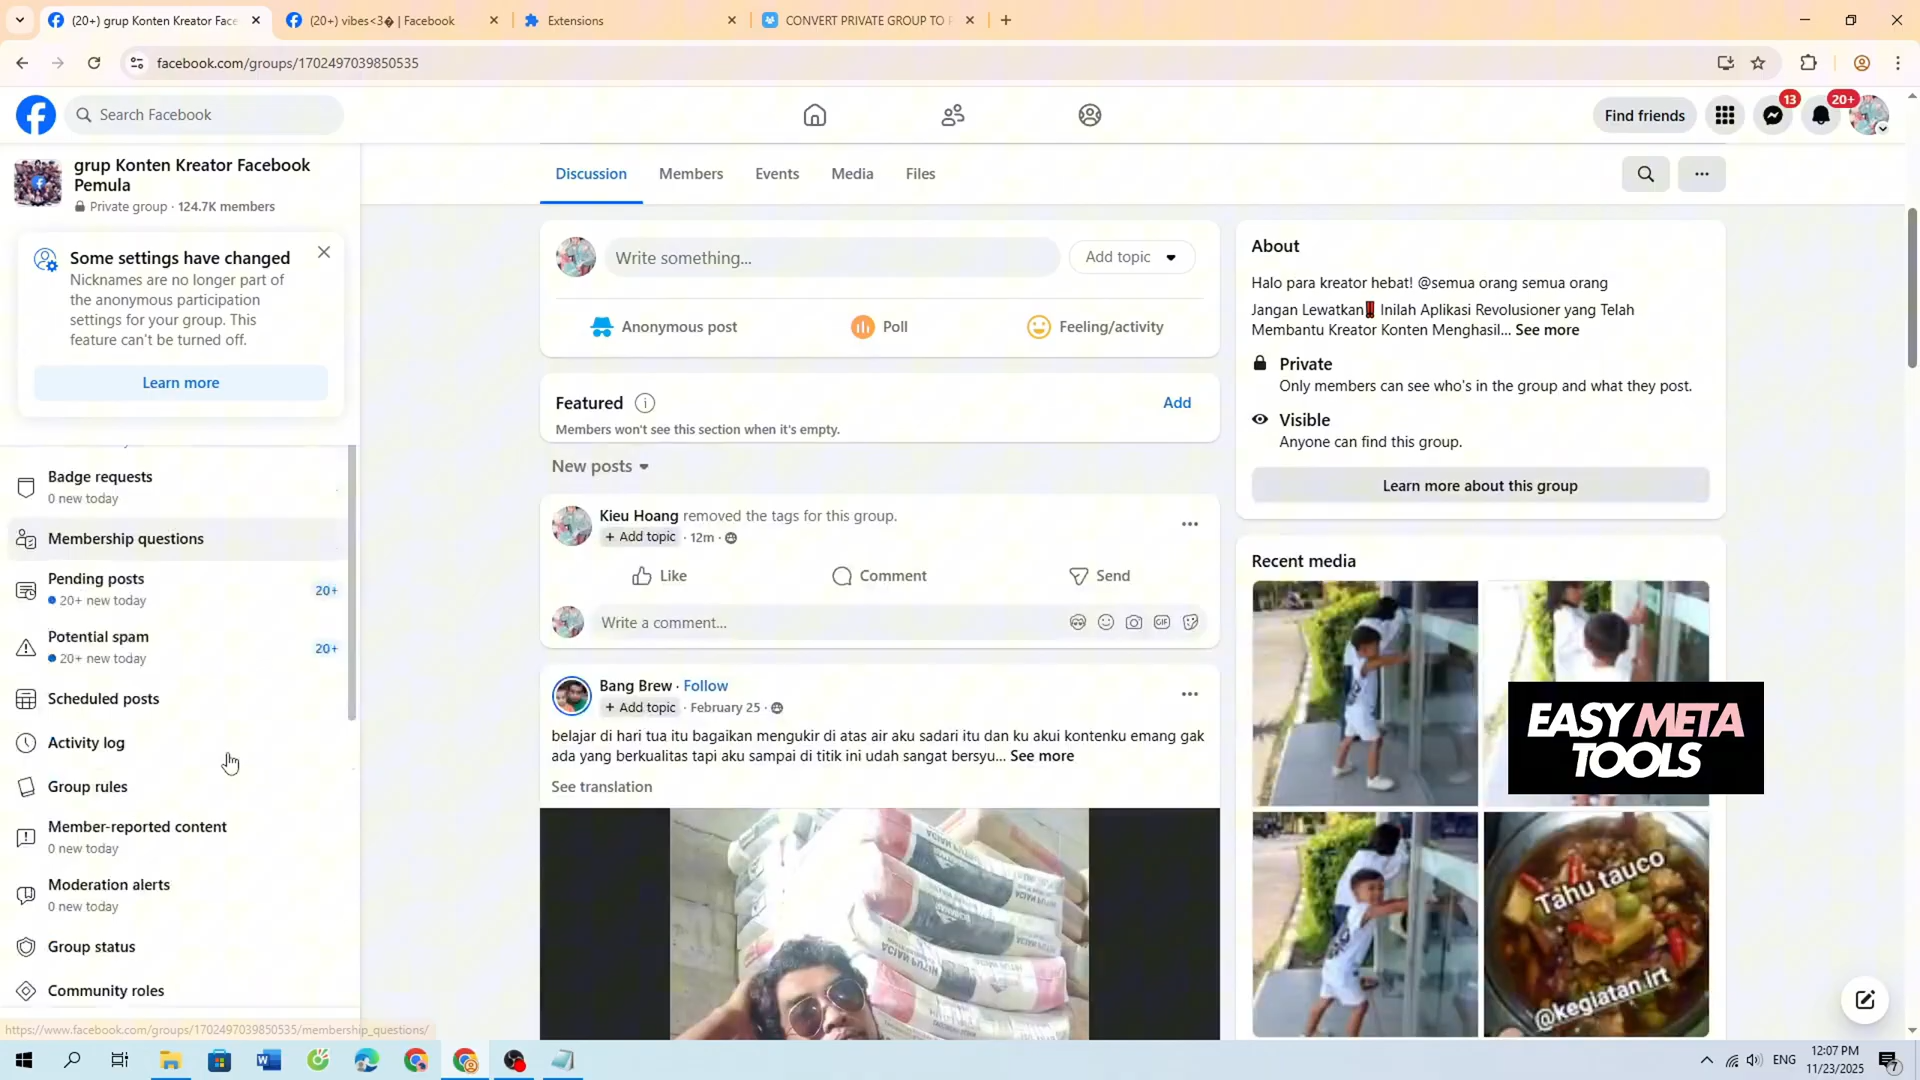 (20+) grup Konten Kreator Face
(20+) vibes<3� | Facebook
Extensions
CONVERT PRIVATE GROUP TO P
facebook.com/groups/1702497039850535
Search Facebook
Find friends
13
20+
grup Konten Kreator Facebook
Pemula
Private group · 124.7K members
Discussion
Members
Events
Media
Files
Some settings have changed
Nicknames are no longer part of
the anonymous participation
settings for your group. This
feature can't be turned off.
Learn more
Badge requests
0 new today
Membership questions
Pending posts
20+ new today
20+
Potential spam
20+ new today
20+
Scheduled posts
Activity log
Group rules
Member-reported content
0 new today
Moderation alerts
0 new today
Group status
Community roles
https://www.facebook.com/groups/1702497039850535/membership_questions/
Write something...
Add topic
Anonymous post
Poll
Feeling/activity
Featured
Add
Members won't see this section when it's empty.
New posts
Kieu Hoang removed the tags for this group.
+ Add topic · 12m ·
Like
Comment
Send
Write a comment...
GIF
Bang Brew · Follow
+ Add topic · February 25 ·
belajar di hari tua itu bagaikan mengukir di atas air aku sadari itu dan ku akui kontenku emang gak
ada yang berkualitas tapi aku sampai di titik ini udah sangat bersyu... See more
See translation
About
Halo para kreator hebat! @semua orang semua orang
Jangan Lewatkan‼ Inilah Aplikasi Revolusioner yang Telah
Membantu Kreator Konten Menghasil... See more
Private
Only members can see who's in the group and what they post.
Visible
Anyone can find this group.
Learn more about this group
Recent media
EASY META
TOOLS
Tahu tauco
@kegiatan irt
ENG
12:07 PM
11/23/2025
7